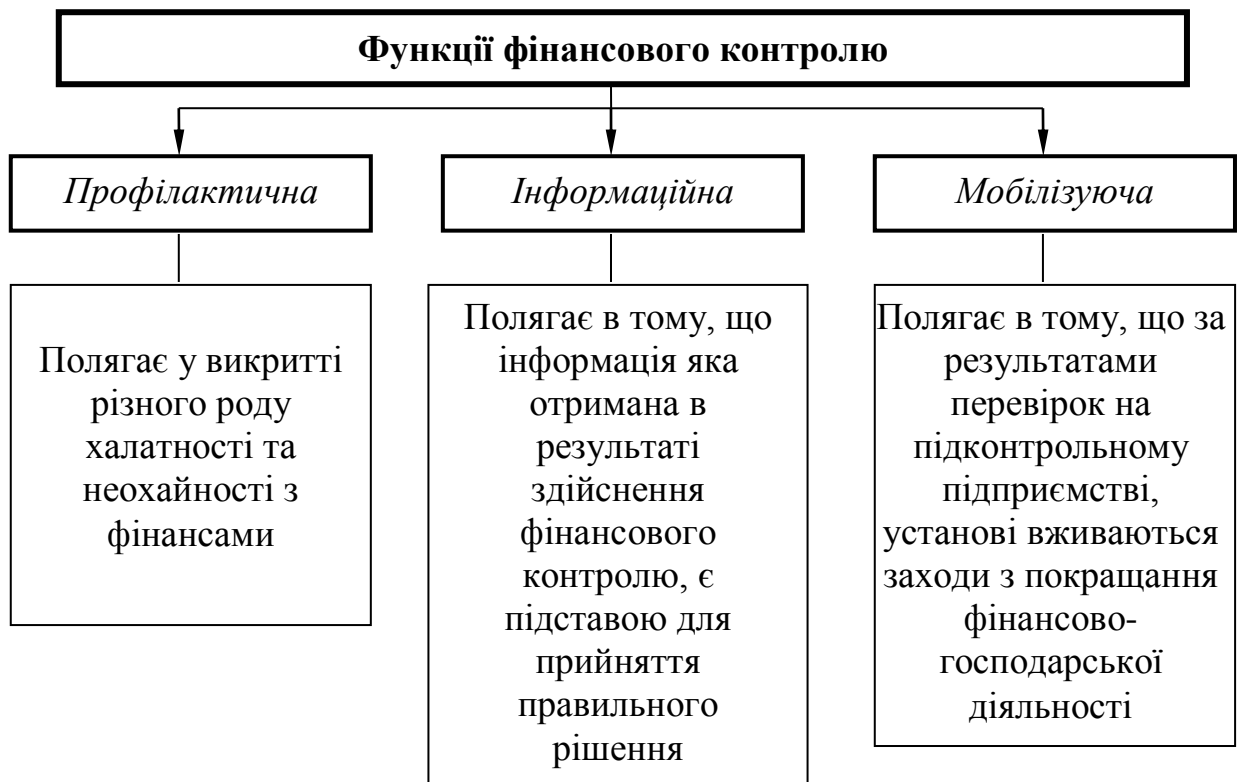 Функції фінансового контролю
Профілактична
Інформаційна
Мобілізуюча
Полягає у викритті
різного роду
халатності та
неохайності з
фінансами
Полягає в тому, що
інформація яка
отримана в
результаті
здійснення
фінансового
контролю, є
підставою для
прийняття
правильного
рішення
Полягає в тому, що за
результатами
перевірок на
підконтрольному
підприємстві,
установі вживаються
заходи з покращання
фінансово-
господарської
діяльності